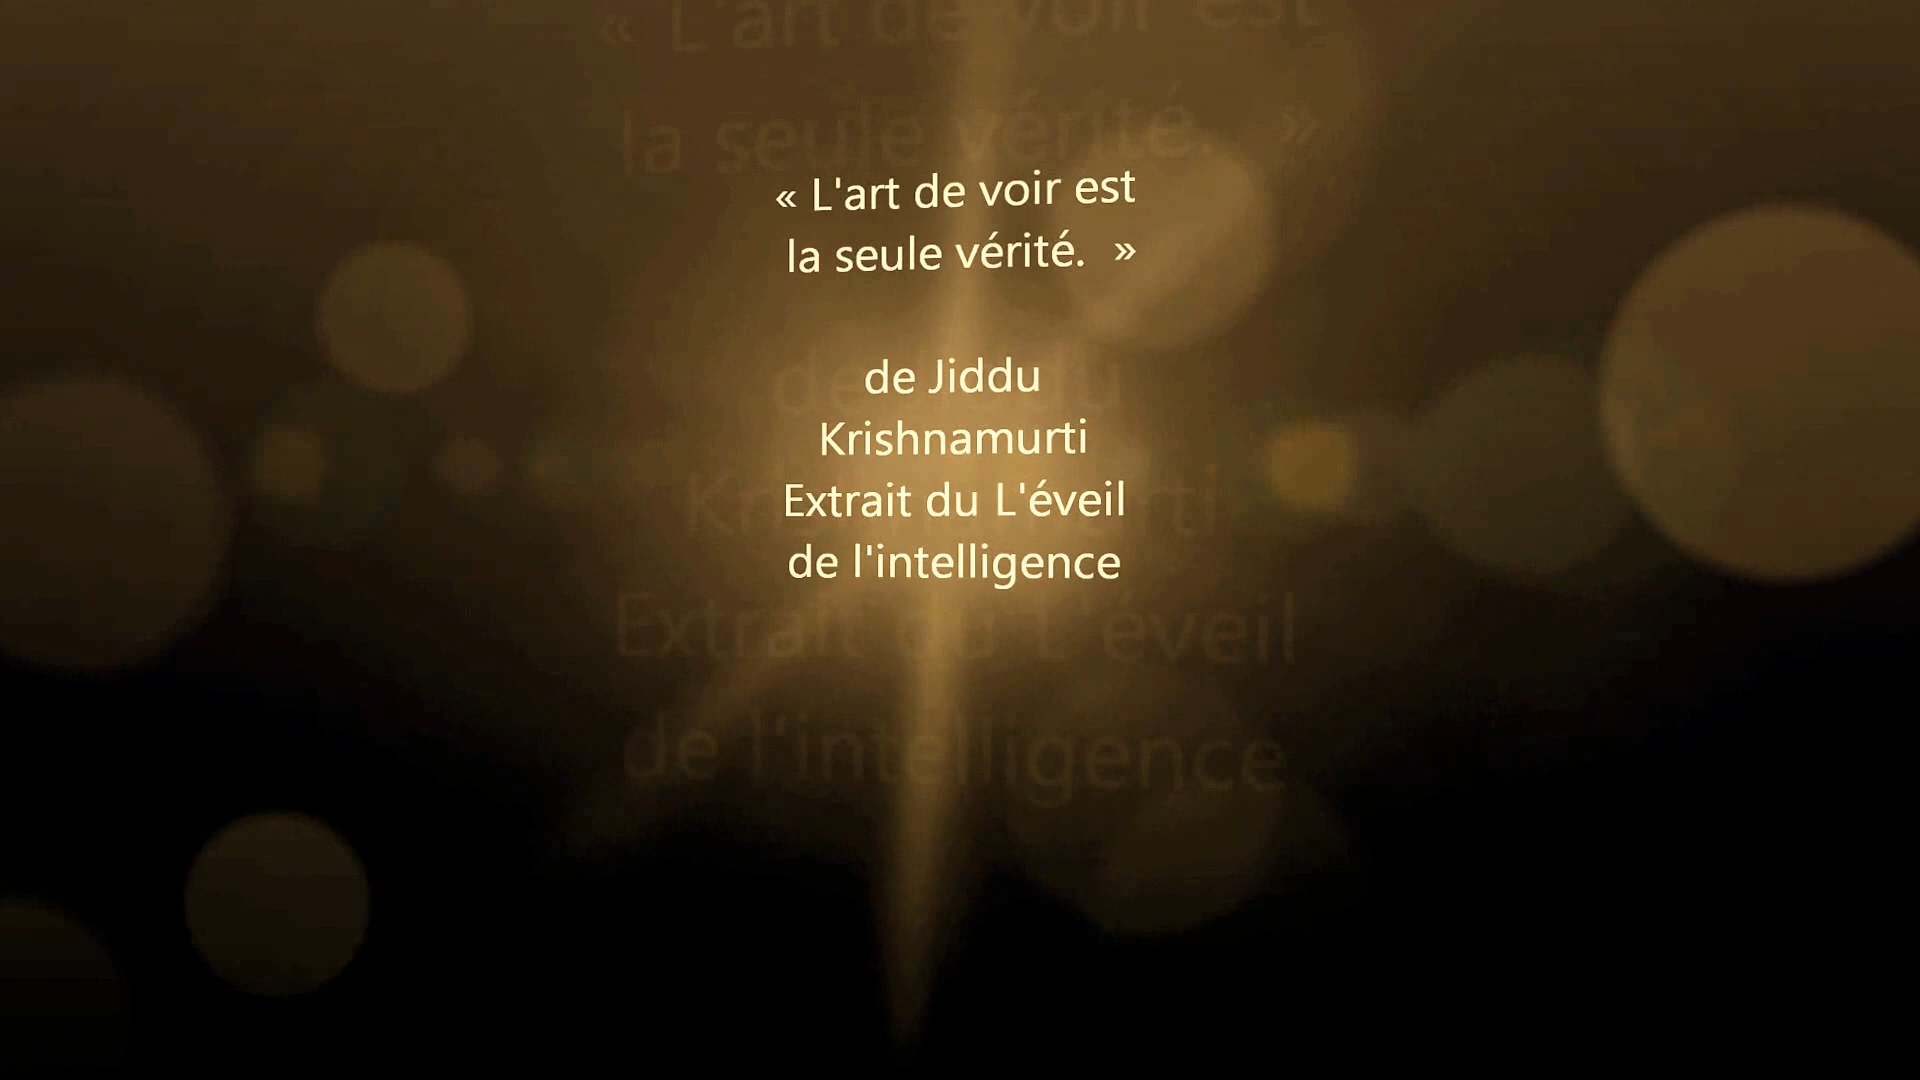 « L'art de voir est
la seule vérité.  »
de Jiddu
Krishnamurti
Extrait du L'éveil
de l'intelligence